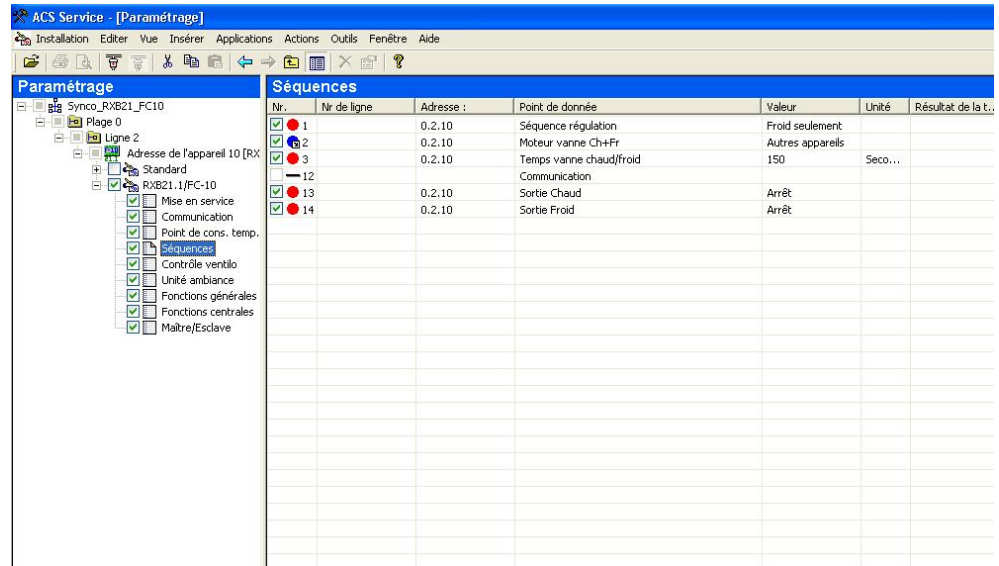 ACS Service - [Paramétrage]
Installation Editer Vue Insérer Applications Actions Outils Fenêtre Aide
Paramétrage
Synco_RXB21_FC10
Plage 0
Ligne 2
Adresse de l'appareil 10 [RX
Standard
RXB21.1/FC-10
Mise en service
Communication
Point de cons. temp.
Séquences
Contrôle ventilo
Unité ambiance
Fonctions générales
Fonctions centrales
Maître/Esclave
Séquences
Nr. Nr de ligne Adresse : Point de donnée Valeur Unité Résultat de la t...
1 0.2.10 Séquence régulation Froid seulement
2 0.2.10 Moteur vanne Ch+Fr Autres appareils
3 0.2.10 Temps vanne chaud/froid 150 Seco...
12 Communication
13 0.2.10 Sortie Chaud Arrêt
14 0.2.10 Sortie Froid Arrêt